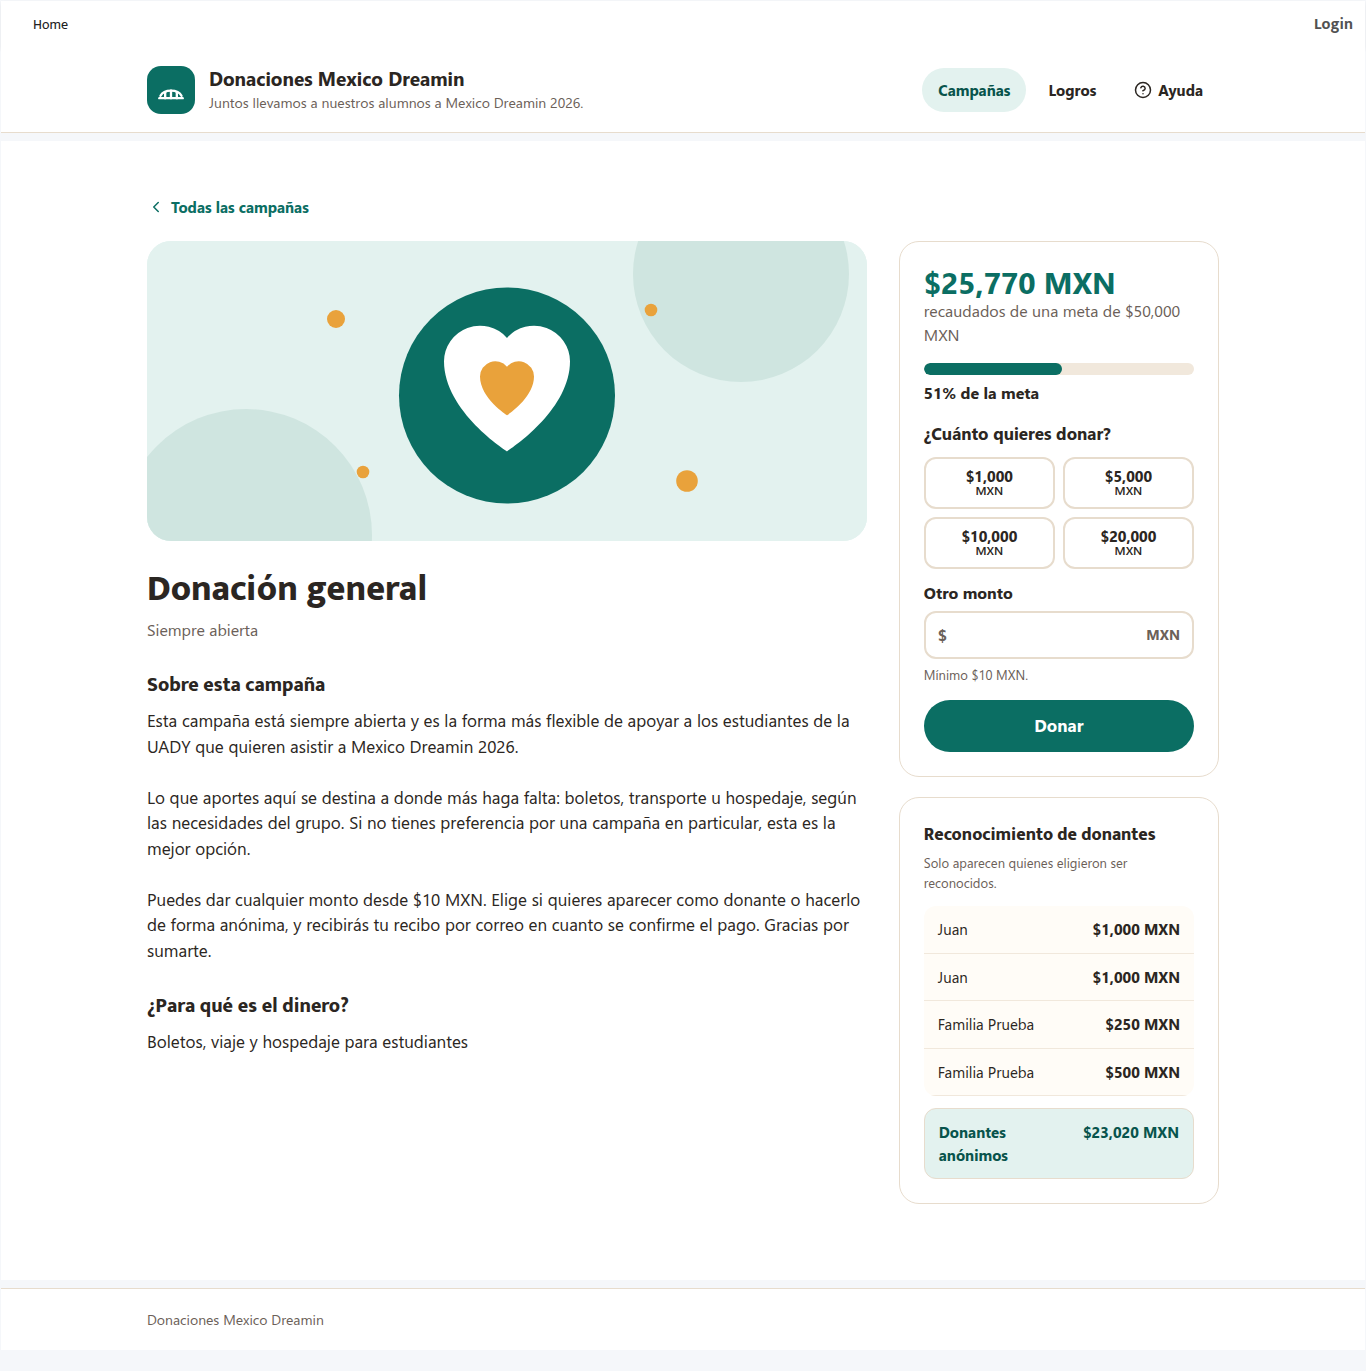 Home
Login
Donaciones Mexico Dreamin
Juntos llevamos a nuestros alumnos a Mexico Dreamin 2026.
Campañas
Logros
Ayuda
Todas las campañas
Donación general
Siempre abierta
Sobre esta campaña
Esta campaña está siempre abierta y es la forma más flexible de apoyar a los estudiantes de la
UADY que quieren asistir a Mexico Dreamin 2026.
Lo que aportes aquí se destina a donde más haga falta: boletos, transporte u hospedaje, según
las necesidades del grupo. Si no tienes preferencia por una campaña en particular, esta es la
mejor opción.
Puedes dar cualquier monto desde $10 MXN. Elige si quieres aparecer como donante o hacerlo
de forma anónima, y recibirás tu recibo por correo en cuanto se confirme el pago. Gracias por
sumarte.
¿Para qué es el dinero?
Boletos, viaje y hospedaje para estudiantes
$25,770 MXN
recaudados de una meta de $50,000
MXN
51% de la meta
¿Cuánto quieres donar?
$1,000
MXN
$5,000
MXN
$10,000
MXN
$20,000
MXN
Otro monto
$ MXN
Mínimo $10 MXN.
Donar
Reconocimiento de donantes
Solo aparecen quienes eligieron ser
reconocidos.
Juan $1,000 MXN
Juan $1,000 MXN
Familia Prueba $250 MXN
Familia Prueba $500 MXN
Donantes $23,020 MXN
anónimos
Donaciones Mexico Dreamin